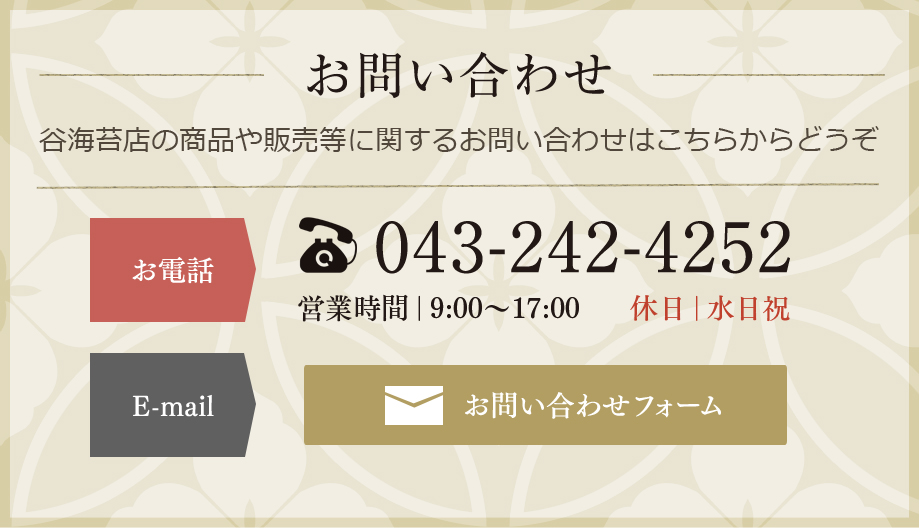 お問い合わせ
谷海苔店の商品や販売等に関するお問い合わせはこちらからどうぞ
お電話
043-242-4252
営業時間|9:00〜17:00 休日|水日祝
E-mail
お問い合わせフォーム